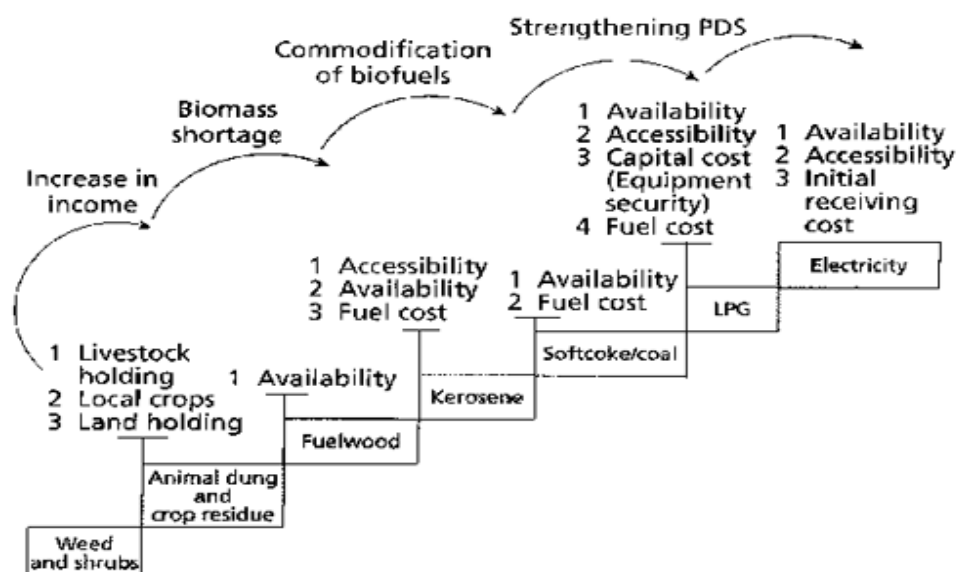 Strengthening PDS
Commodification
of biofuels
Biomass
shortage
Increase in
income
1 Availability
2 Accessibility
3 Capital cost
(Equipment
security)
4 Fuel cost
1 Availability
2 Accessibility
3 Initial
receiving
cost
1 Accessibility
2 Availability
3 Fuel cost
1 Availability
2 Fuel cost
1 Livestock
holding
2 Local crops
3 Land holding
1 Availability
Electricity
LPG
Softcoke/coal
Kerosene
Fuelwood
Animal dung
and
crop residue
Weed
and shrubs